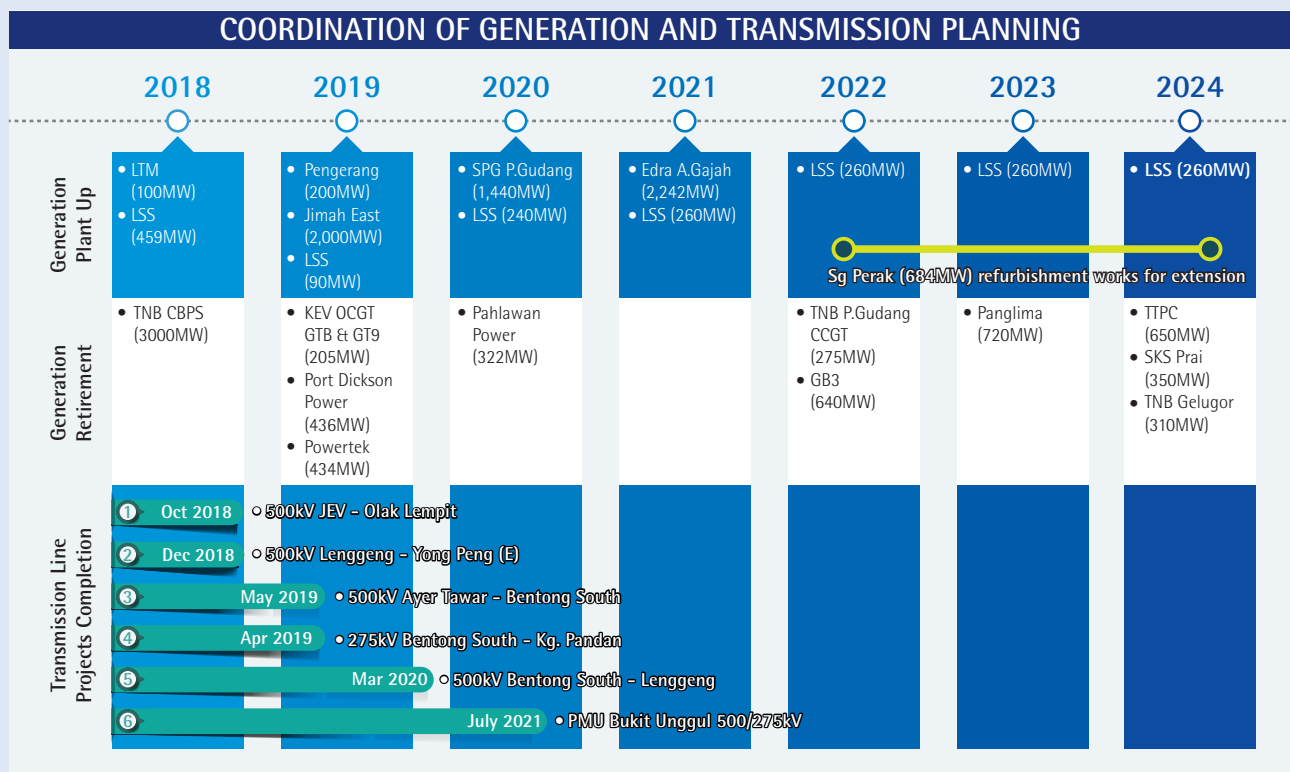 COORDINATION OF GENERATION AND TRANSMISSION PLANNING
2018
2019
2020
2021
2022
2023
2024
Generation
Plant Up
• LTM
(100MW)
• LSS
(459MW)
• Pengerang
(200MW)
• Jimah East
(2,000MW)
• LSS
(90MW)
• SPG P.Gudang
(1,440MW)
• LSS (240MW)
• Edra A.Gajah
(2,242MW)
• LSS (260MW)
• LSS (260MW)
• LSS (260MW)
• LSS (260MW)
Sg Perak (684MW) refurbishment works for extension
Generation
Retirement
• TNB CBPS
(3000MW)
• KEV OCGT
GTB & GT9
(205MW)
• Port Dickson
Power
(436MW)
• Powertek
(434MW)
• Pahlawan
Power
(322MW)
• TNB P.Gudang
CCGT
(275MW)
• GB3
(640MW)
• Panglima
(720MW)
• TTPC
(650MW)
• SKS Prai
(350MW)
• TNB Gelugor
(310MW)
Transmission Line
Projects Completion
1 Oct 2018 500kV JEV - Olak Lempit
2 Dec 2018 500kV Lenggeng - Yong Peng (E)
3 May 2019 500kV Ayer Tawar - Bentong South
4 Apr 2019 275kV Bentong South - Kg. Pandan
5 Mar 2020 500kV Bentong South - Lenggeng
6 July 2021 PMU Bukit Unggul 500/275kV